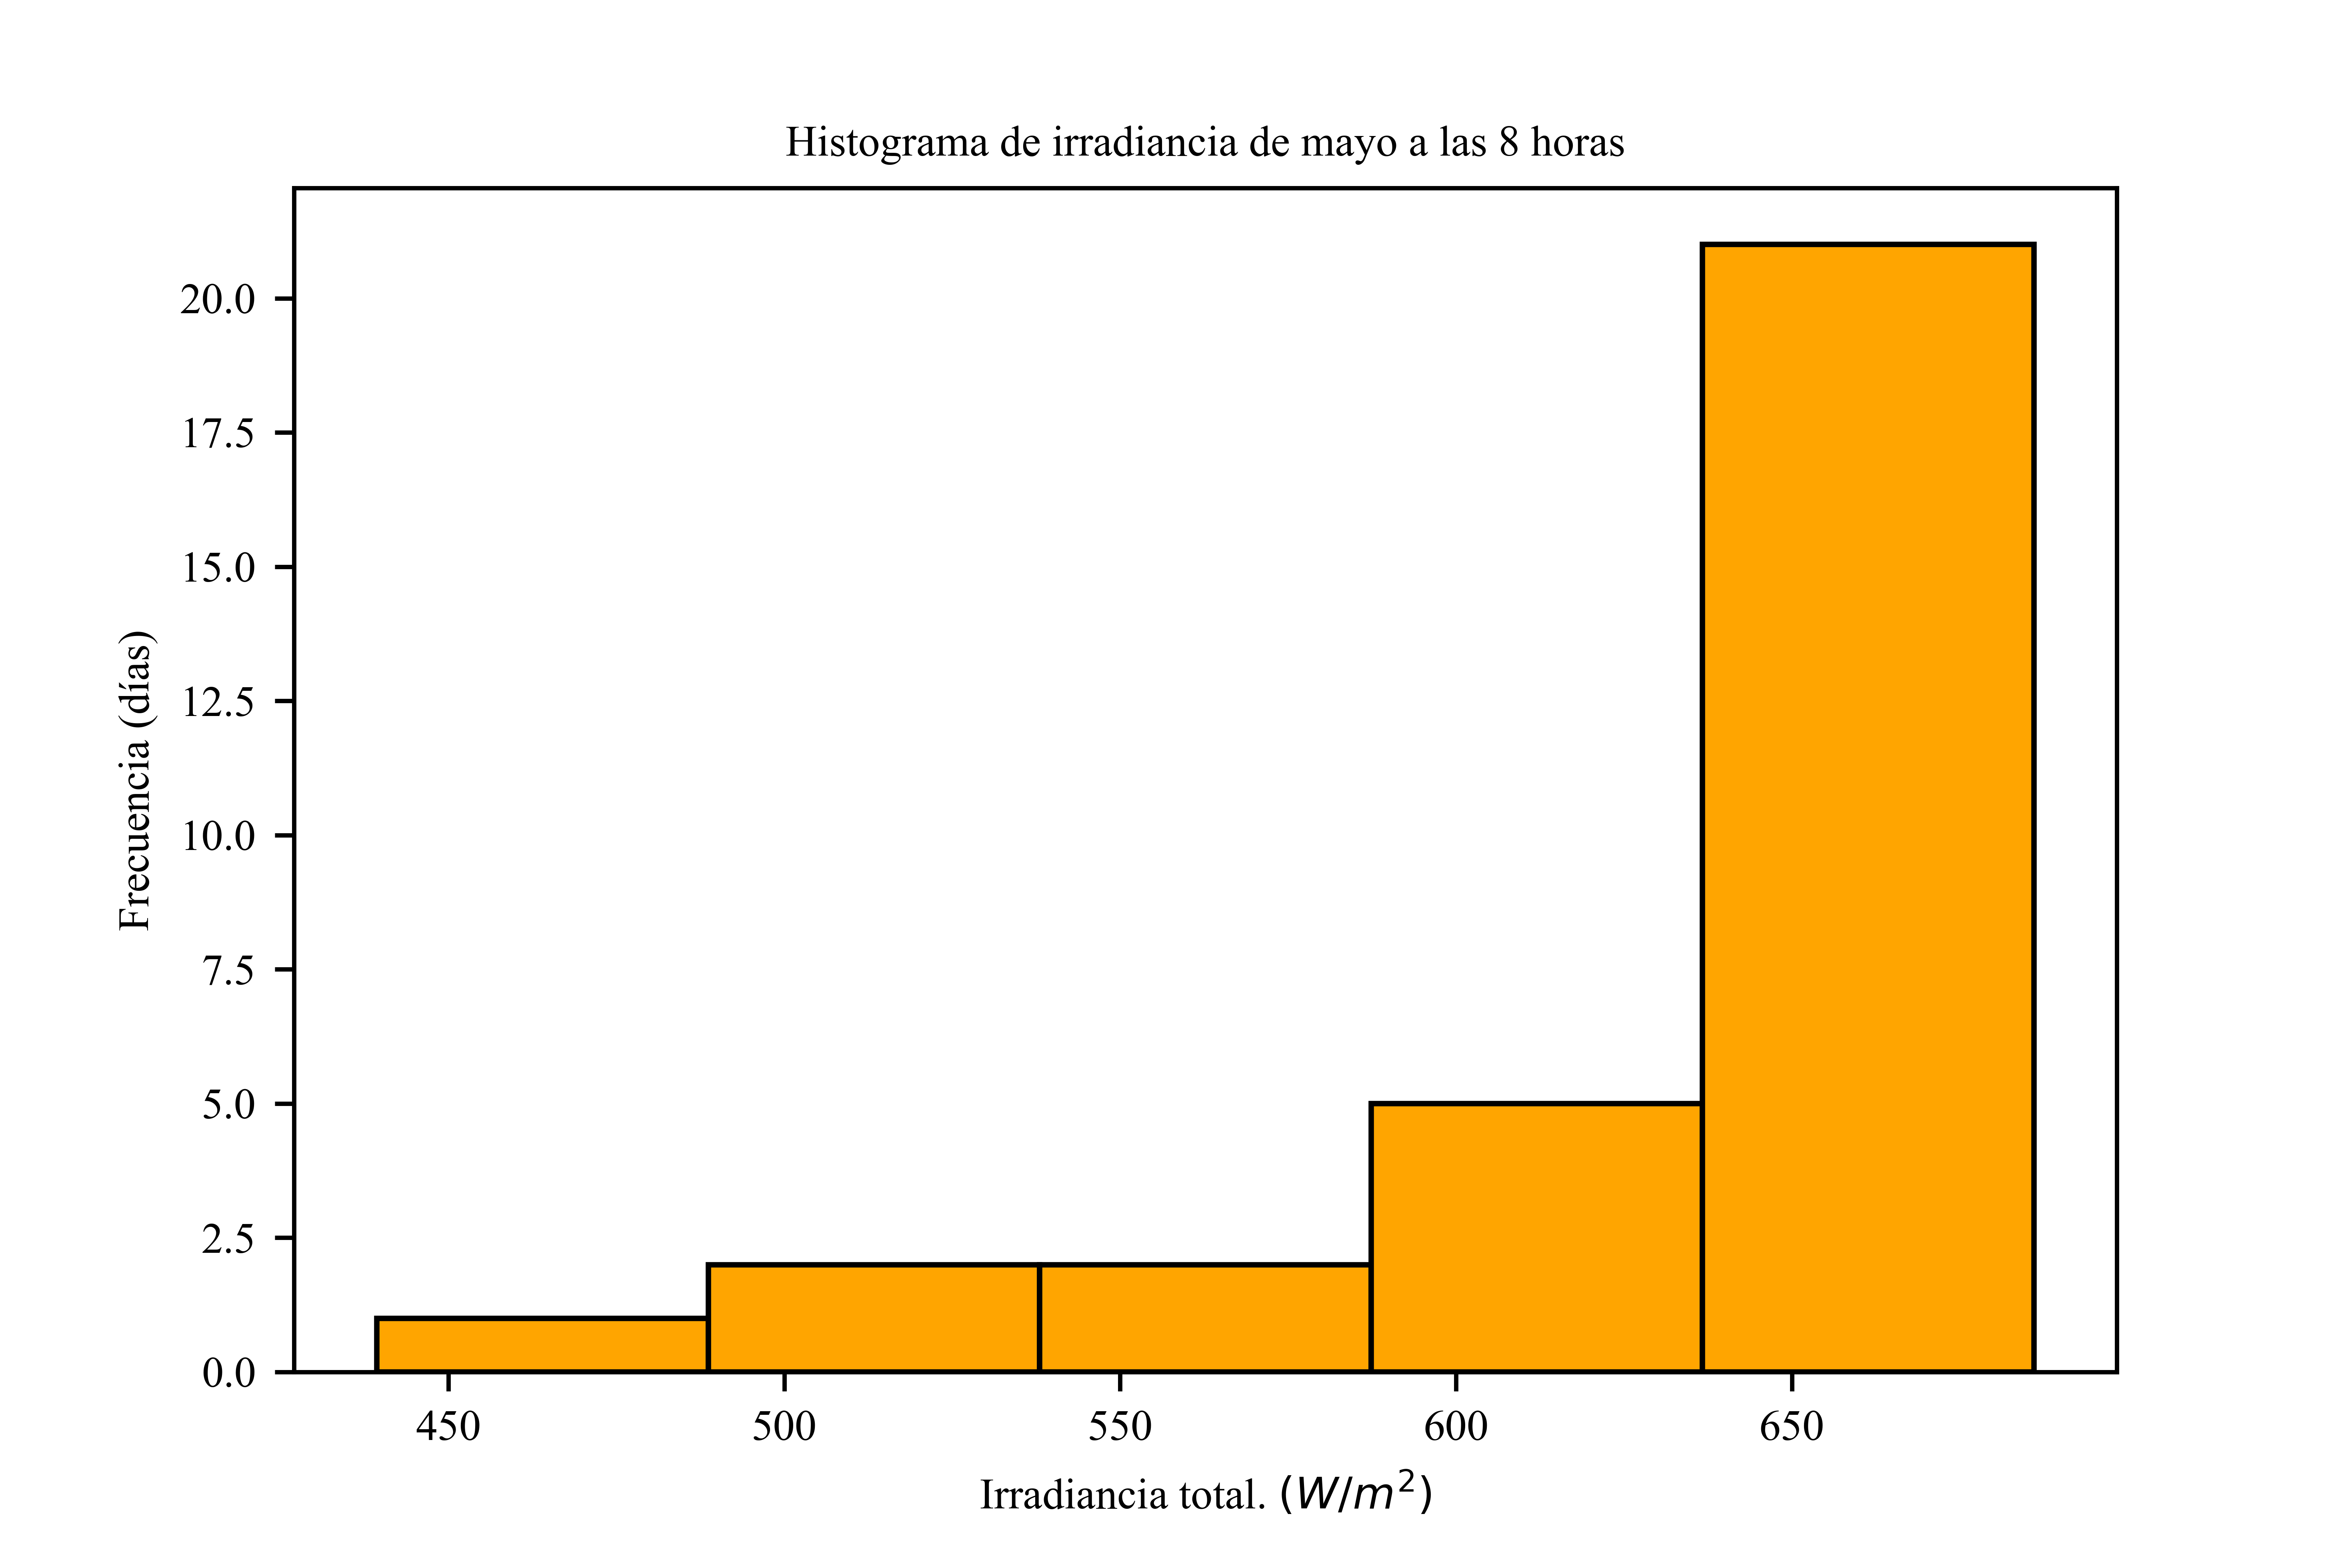 Histograma de irradiancia de mayo a las 8 horas
20.0
17.5
15.0
12.5
10.0
7.5
5.0
2.5
0.0
Frecuencia (días)
450 500 550 600 650
Irradiancia total. (W/m²)